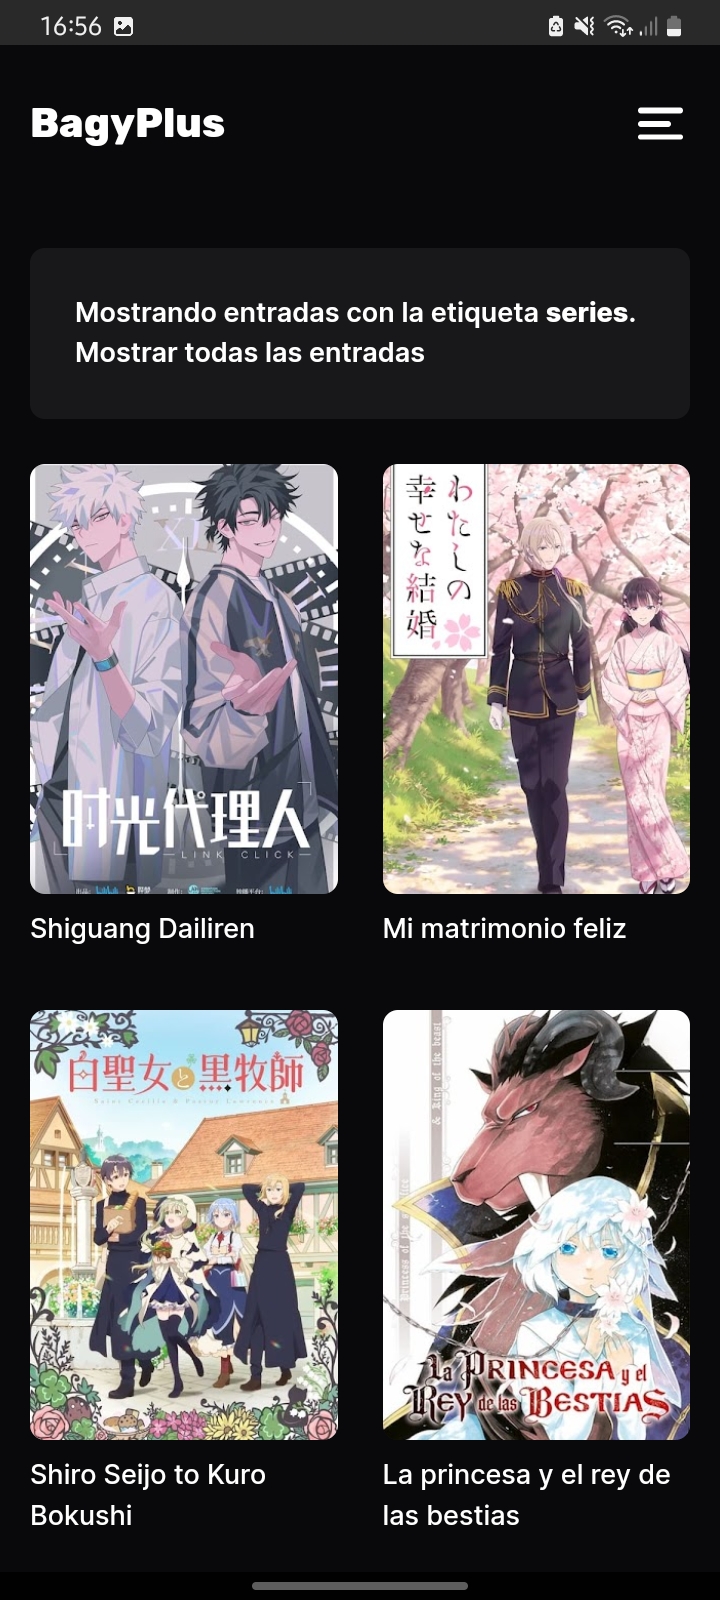 16:56
BagyPlus
Mostrando entradas con la etiqueta series.
Mostrar todas las entradas
XII
时光代理人
LINK CLICK
わたしの
幸せな結婚
Shiguang Dailiren
Mi matrimonio feliz
白聖女と黒牧師
Saint Cecilia & Pastor Lawrence
& King of the beast
Princess of the
La PRINCESA y el
REY de las BESTIAS
Shiro Seijo to Kuro
Bokushi
La princesa y el rey de
las bestias